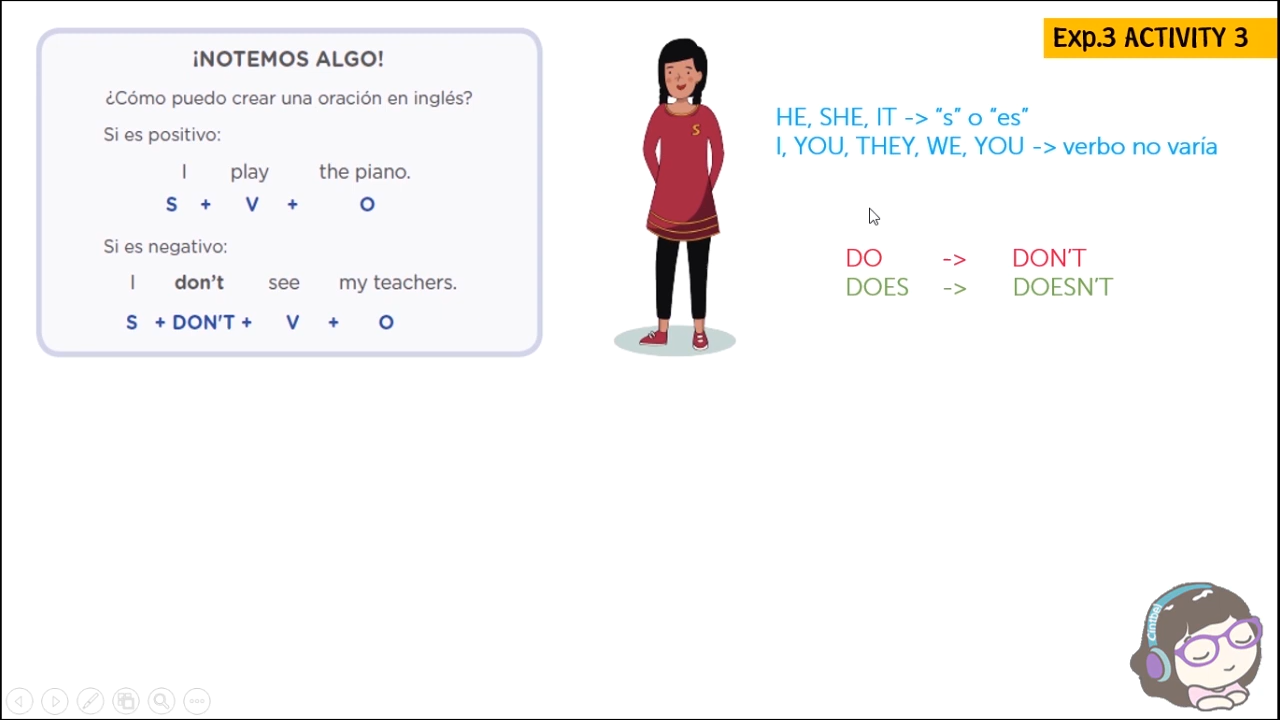 Exp.3 ACTIVITY 3
¡NOTEMOS ALGO!
¿Cómo puedo crear una oración en inglés?
Si es positivo:
I play the piano.
S + V + O
Si es negativo:
I don't see my teachers.
S + DON'T + V + O
S
HE, SHE, IT -> "s" o "es"
I, YOU, THEY, WE, YOU -> verbo no varía
DO -> DON'T
DOES -> DOESN'T
Cintbel